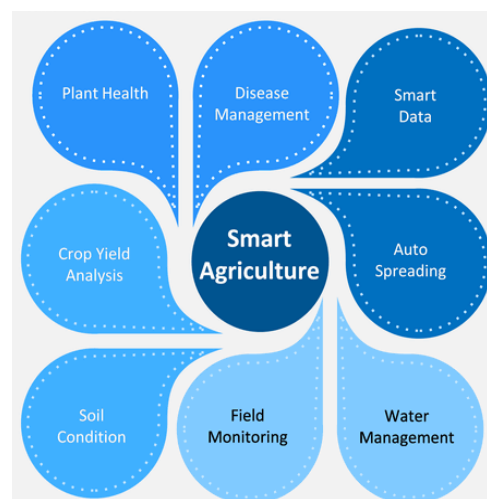 Plant Health
Disease
Management
Smart
Data
Smart
Agriculture
Crop Yield
Analysis
Auto
Spreading
Soil
Condition
Field
Monitoring
Water
Management